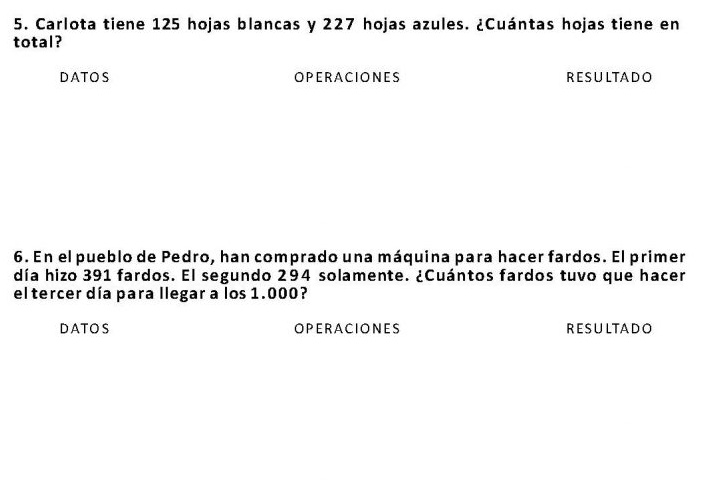 5. Carlota tiene 125 hojas blancas y 227 hojas azules. ¿Cuántas hojas tiene en
total?
DATOS OPERACIONES RESULTADO
6. En el pueblo de Pedro, han comprado una máquina para hacer fardos. El primer
día hizo 391 fardos. El segundo 294 solamente. ¿Cuántos fardos tuvo que hacer
el tercer día para llegar a los 1.000?
DATOS OPERACIONES RESULTADO